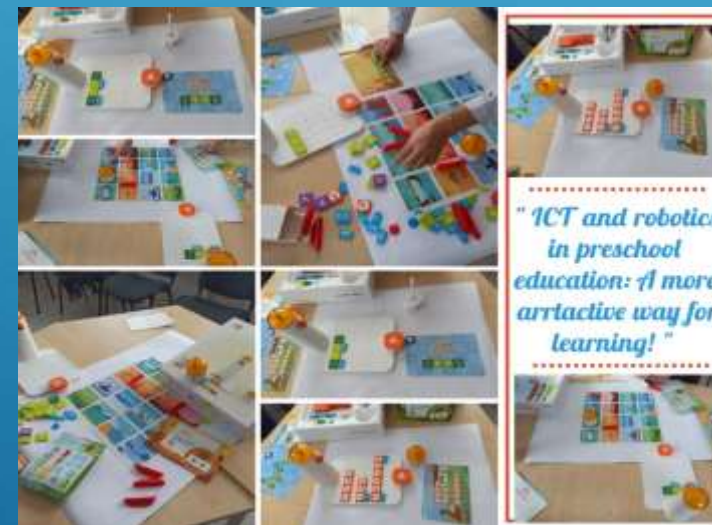 " ICT and robotics
in preschool
education: A more
arrtactive way for
learning! "